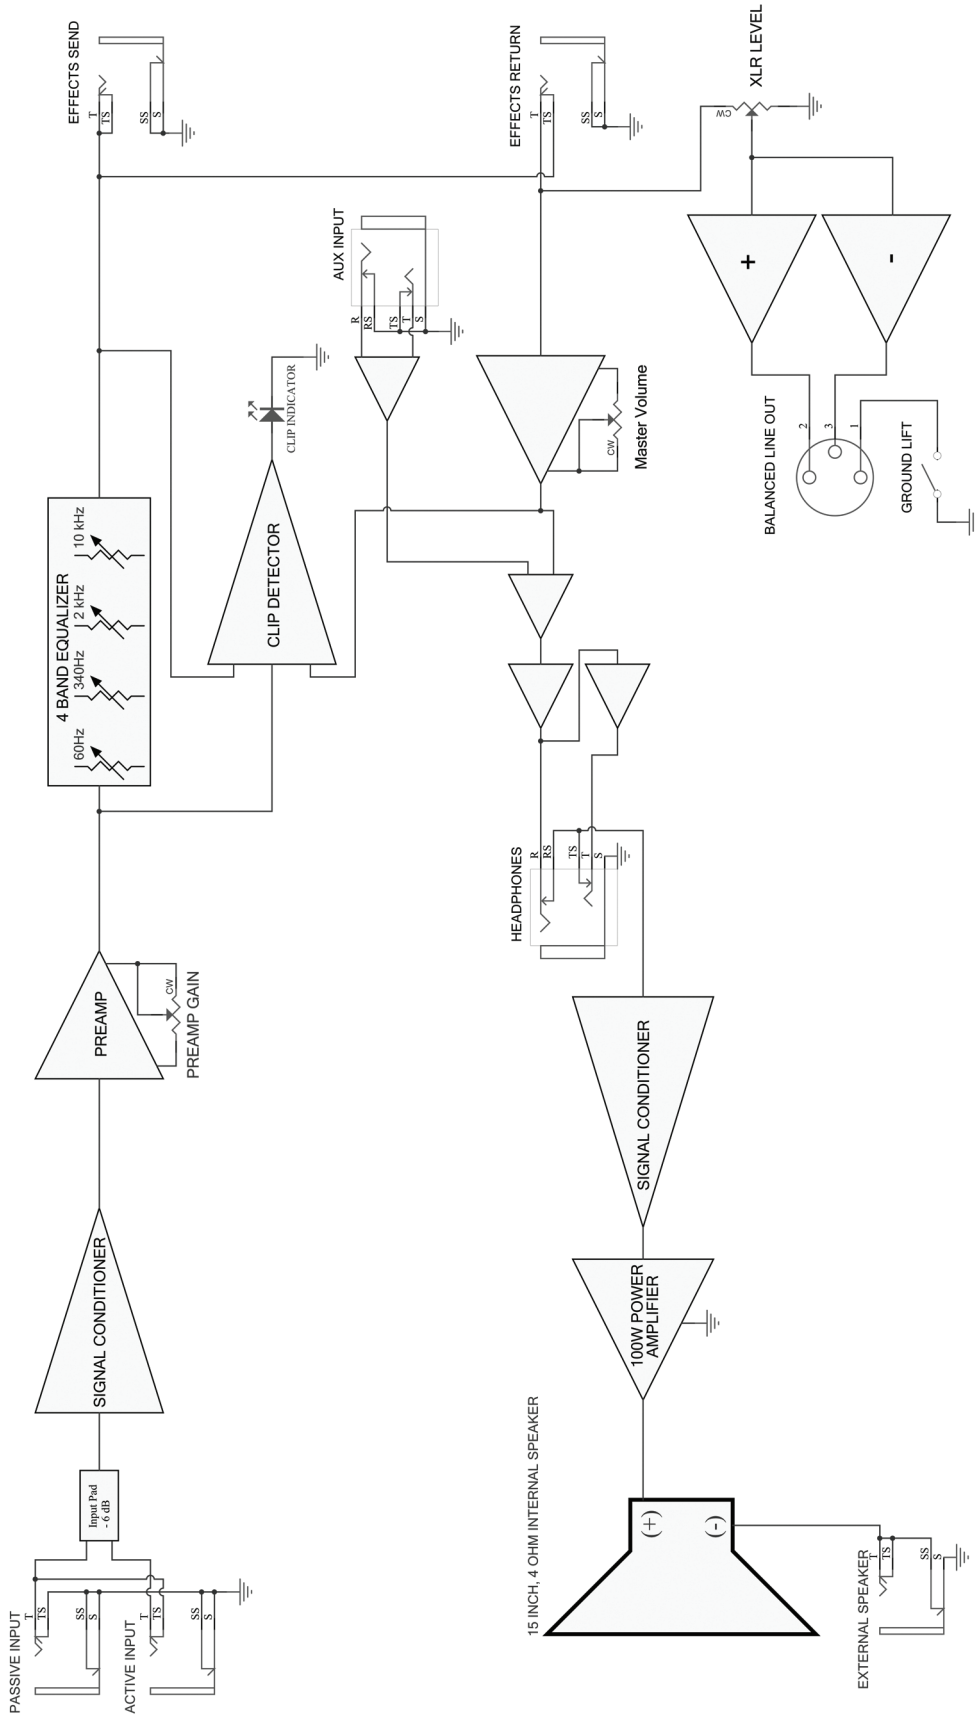 PASSIVE INPUT
T
TS
SS
S
ACTIVE INPUT
T
TS
SS
S
Input Pad
- 6 dB
SIGNAL CONDITIONER
PREAMP
CW
PREAMP GAIN
4 BAND EQUALIZER
60Hz
340Hz
2 kHz
10 kHz
CLIP DETECTOR
CLIP INDICATOR
EFFECTS SEND
T
TS
SS
S
AUX INPUT
R
RS
TS
T
S
EFFECTS RETURN
T
TS
SS
S
CW
Master Volume
XLR LEVEL
CW
+
-
BALANCED LINE OUT
2
3
1
GROUND LIFT
HEADPHONES
R
RS
TS
T
S
SIGNAL CONDITIONER
100W POWER
AMPLIFIER
15 INCH, 4 OHM INTERNAL SPEAKER
(+)
(-)
EXTERNAL SPEAKER
T
TS
SS
S